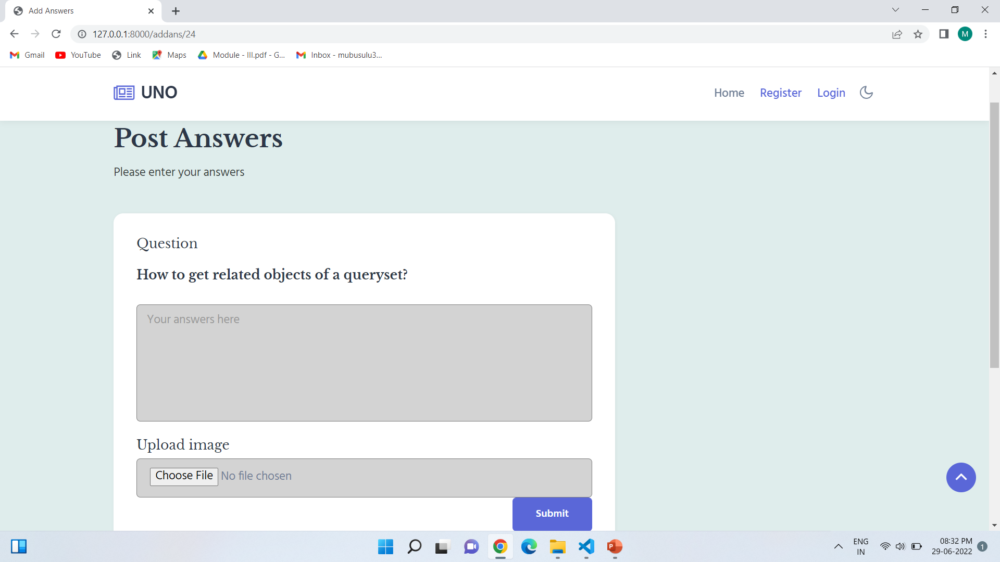 Add Answers
127.0.0.1:8000/addans/24
M
Gmail
YouTube
Link
Maps
Module - III.pdf - G...
Inbox - mubusulu3...
UNO
Home
Register
Login
Post Answers
Please enter your answers
Question
How to get related objects of a queryset?
Your answers here
Upload image
Choose File No file chosen
Submit
P
ENG
IN
08:32 PM
29-06-2022
1